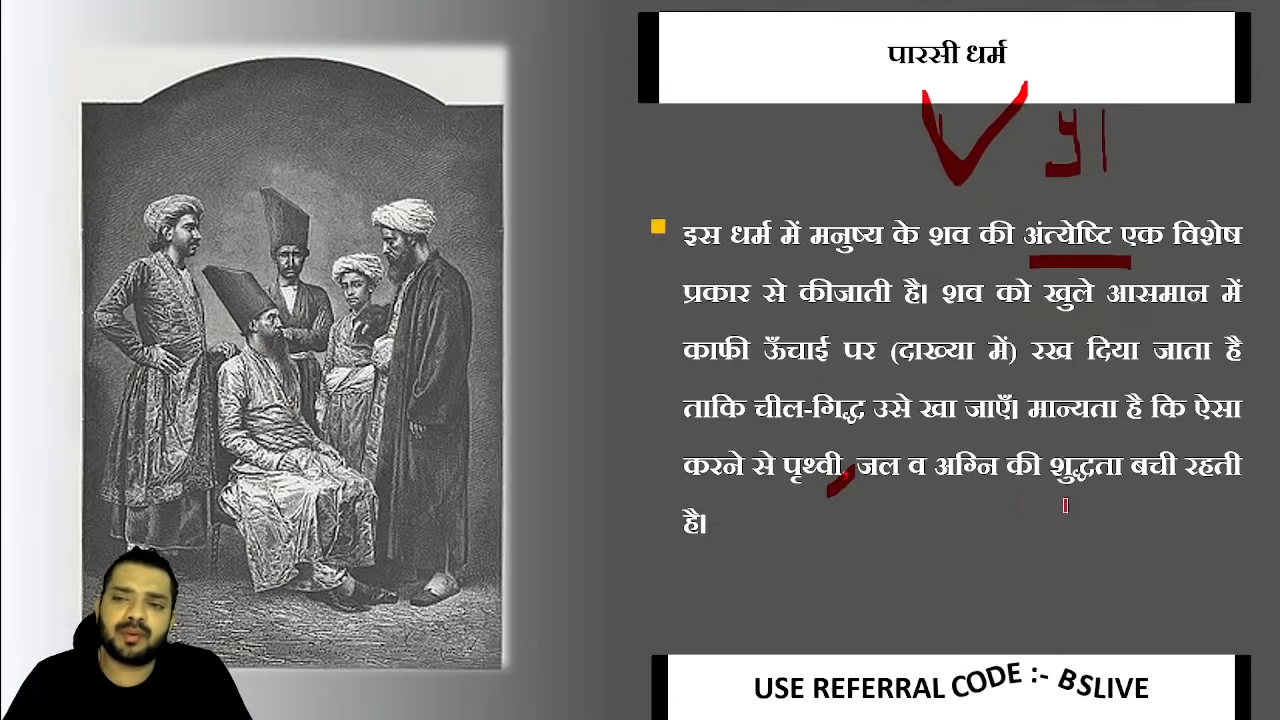 पारसी धर्म
इस धर्म में मनुष्य के शव की अंत्येष्टि एक विशेष
प्रकार से कीजाती है। शव को खुले आसमान में
काफी ऊँचाई पर (दाख्या में) रख दिया जाता है
ताकि चील-गिद्ध उसे खा जाएँ। मान्यता है कि ऐसा
करने से पृथ्वी, जल व अग्नि की शुद्धता बची रहती
है।
USE REFERRAL CODE :- BSLIVE